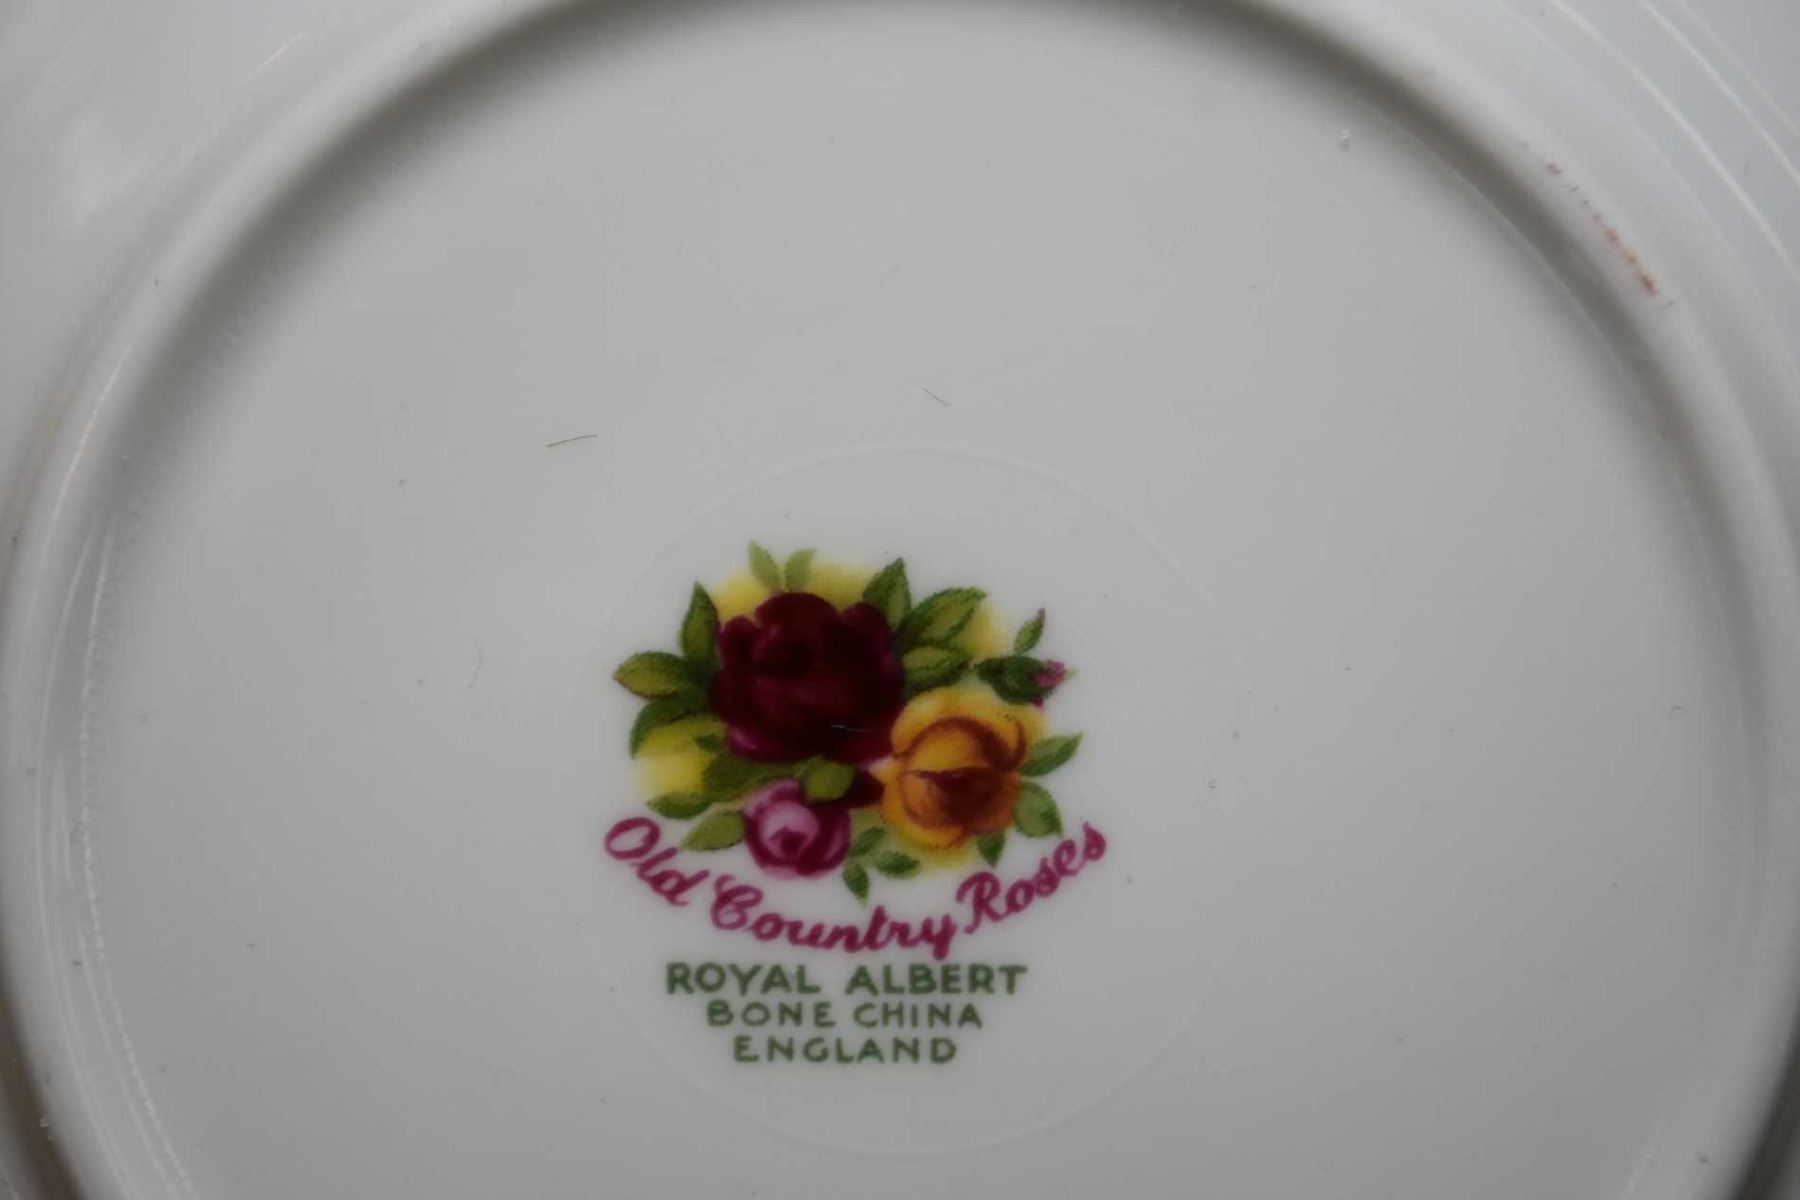 Old Country Roses
ROYAL ALBERT
BONE CHINA
ENGLAND